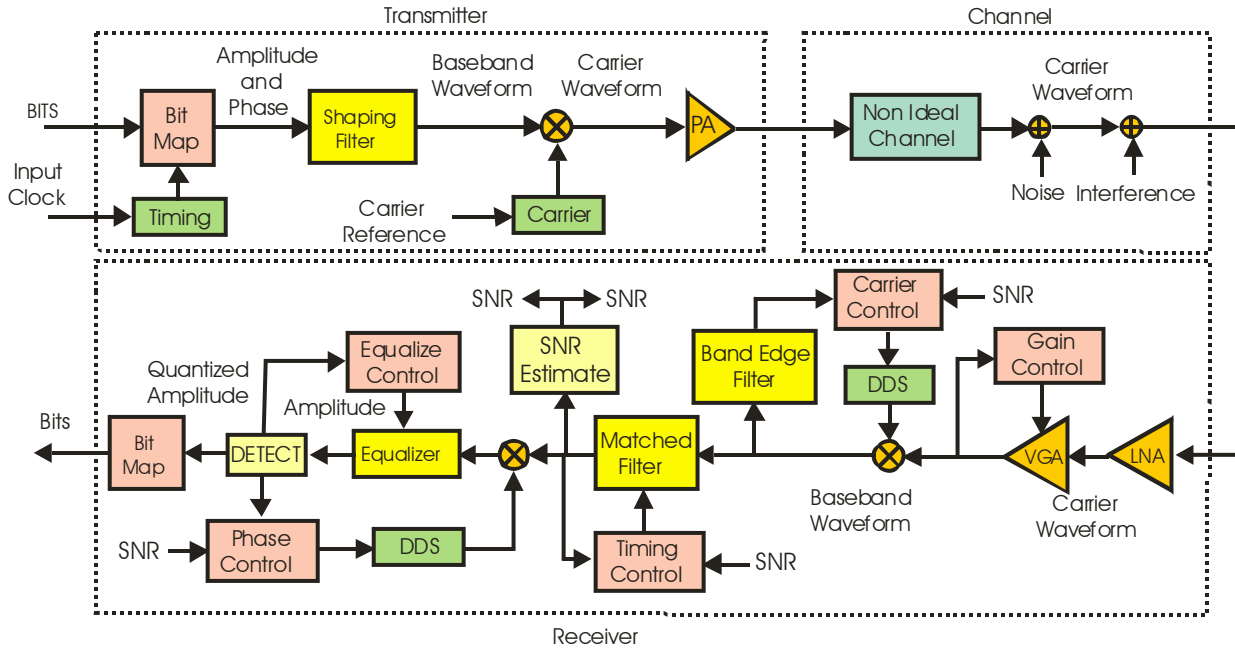 Transmitter
Channel
Amplitude
and
Phase
Baseband
Waveform
Carrier
Waveform
Carrier
Waveform
BITS
Bit
Map
Shaping
Filter
PA
Non Ideal
Channel
Input
Clock
Timing
Carrier
Reference
Carrier
Noise
Interference
SNR
SNR
Carrier
Control
SNR
Equalize
Control
SNR
Estimate
Band Edge
Filter
Gain
Control
DDS
Quantized
Amplitude
Amplitude
Bits
Bit
Map
DETECT
Equalizer
Matched
Filter
VGA
LNA
Baseband
Waveform
Carrier
Waveform
SNR
Phase
Control
DDS
Timing
Control
SNR
Receiver